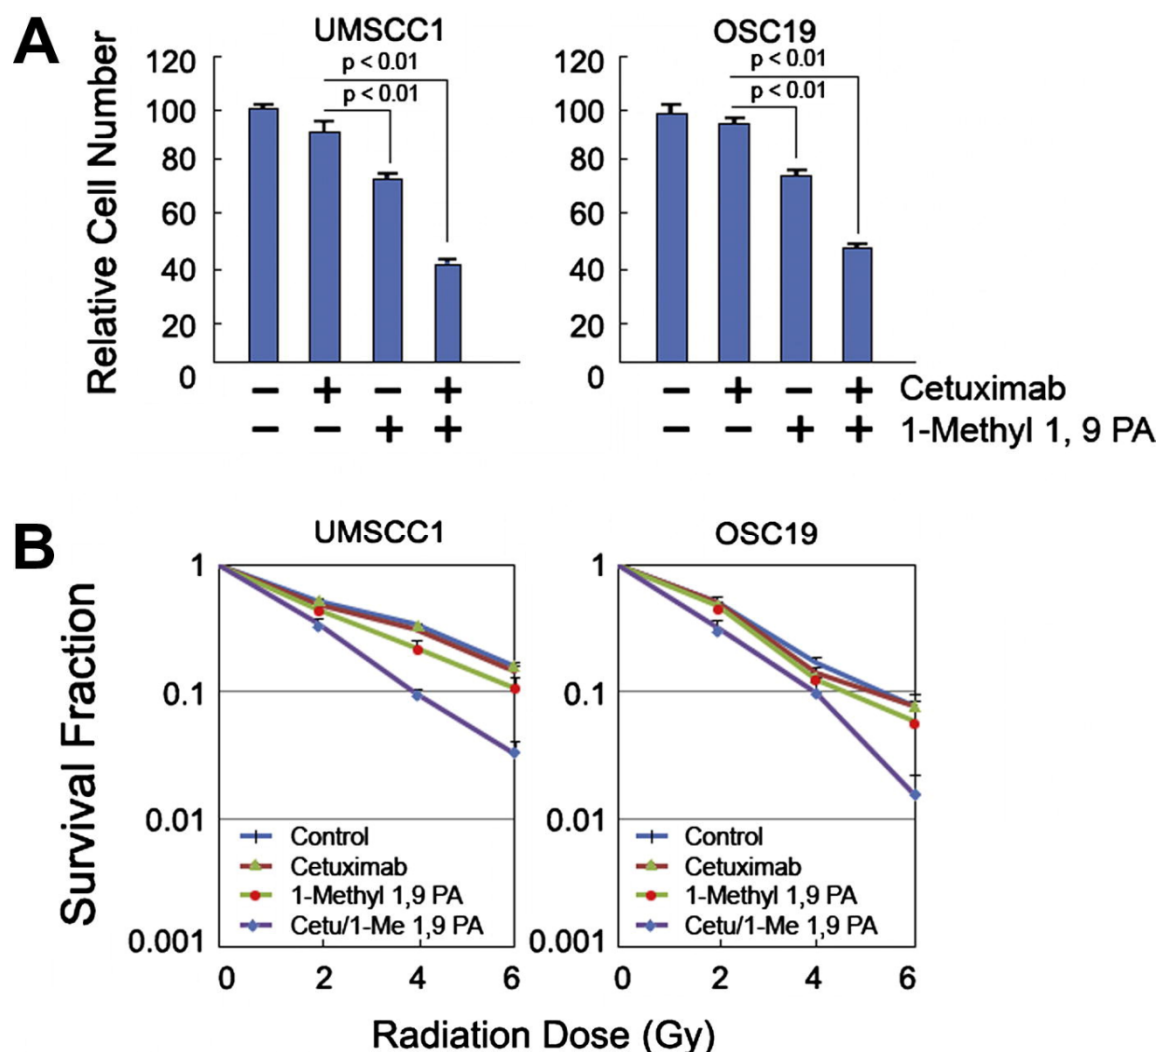 A
UMSCC1
OSC19
Relative Cell Number
120
100
80
60
40
20
0
p < 0.01
p < 0.01
120
100
80
60
40
20
0
p < 0.01
p < 0.01
− + − +
− + − + Cetuximab
− − + +
− − + + 1-Methyl 1, 9 PA
B
UMSCC1
OSC19
Survival Fraction
1
0.1
0.01
0.001
Control
Cetuximab
1-Methyl 1,9 PA
Cetu/1-Me 1,9 PA
0 2 4 6
1
0.1
0.01
0.001
Control
Cetuximab
1-Methyl 1,9 PA
Cetu/1-Me 1,9 PA
0 2 4 6
Radiation Dose (Gy)